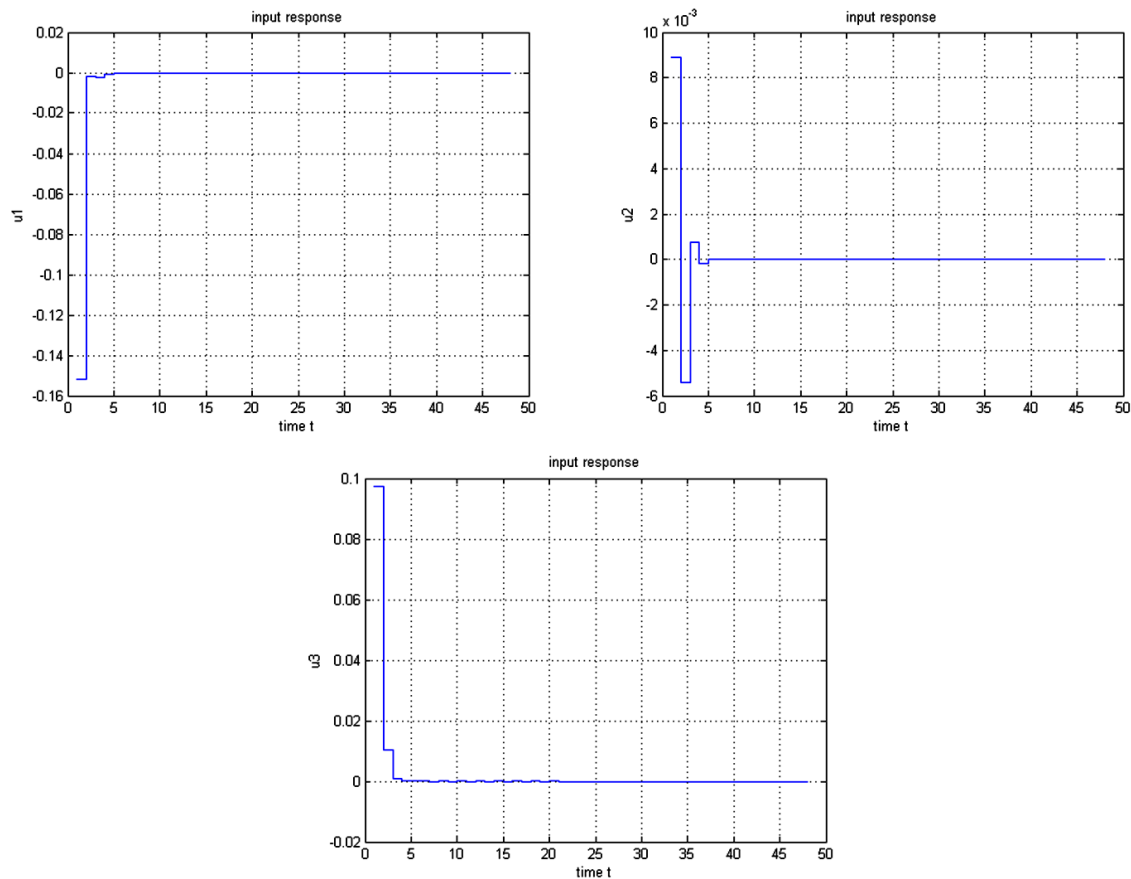 input response
0.02
0
-0.02
-0.04
-0.06
-0.08
-0.1
-0.12
-0.14
-0.16
u1
0 5 10 15 20 25 30 35 40 45 50
time t
x 10^-3
input response
10
8
6
4
2
0
-2
-4
-6
u2
0 5 10 15 20 25 30 35 40 45 50
time t
input response
0.1
0.08
0.06
0.04
0.02
0
-0.02
u3
0 5 10 15 20 25 30 35 40 45 50
time t